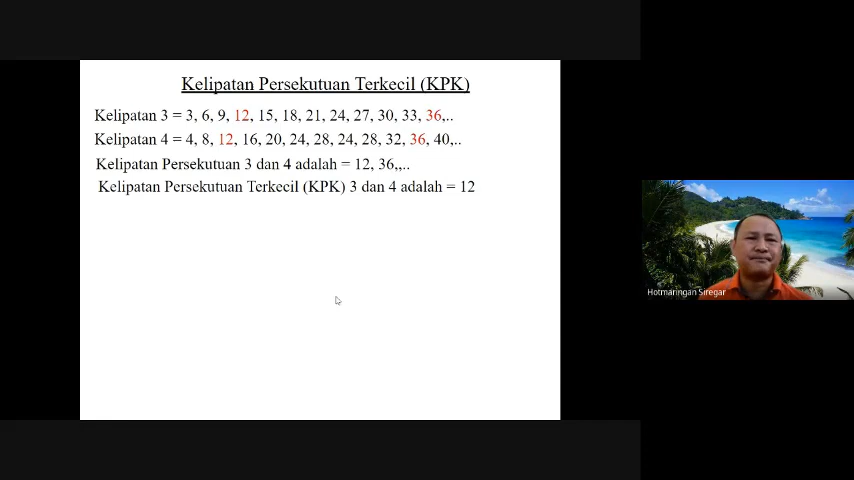 Kelipatan Persekutuan Terkecil (KPK)
Kelipatan 3 = 3, 6, 9, 12, 15, 18, 21, 24, 27, 30, 33, 36,..
Kelipatan 4 = 4, 8, 12, 16, 20, 24, 28, 24, 28, 32, 36, 40,..
Kelipatan Persekutuan 3 dan 4 adalah = 12, 36,,..
Kelipatan Persekutuan Terkecil (KPK) 3 dan 4 adalah = 12
Hotmaringan Siregar